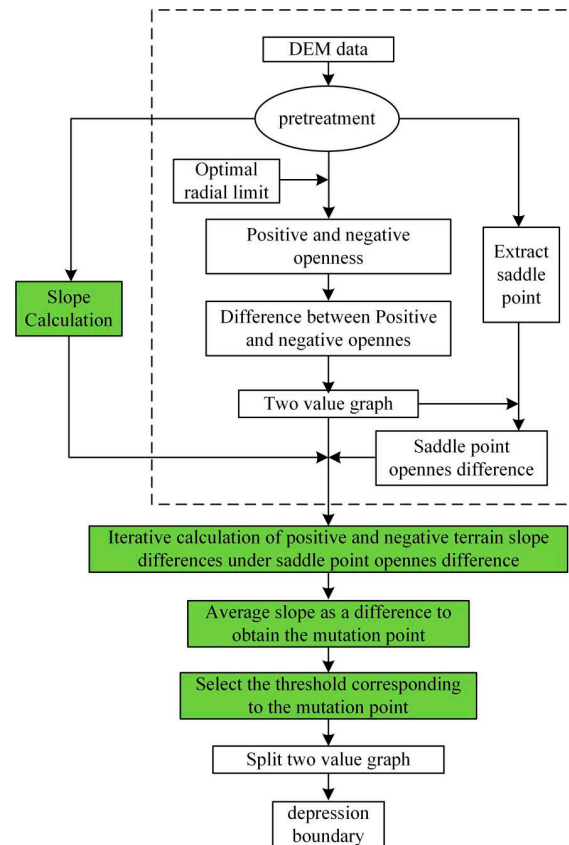 DEM data
pretreatment
Optimal
radial limit
Positive and negative
openness
Extract
saddle
point
Slope
Calculation
Difference between Positive
and negative opennes
Two value graph
Saddle point
opennes difference
Iterative calculation of positive and negative terrain slope
differences under saddle point opennes difference
Average slope as a difference to
obtain the mutation point
Select the threshold corresponding
to the mutation point
Split two value graph
depression
boundary